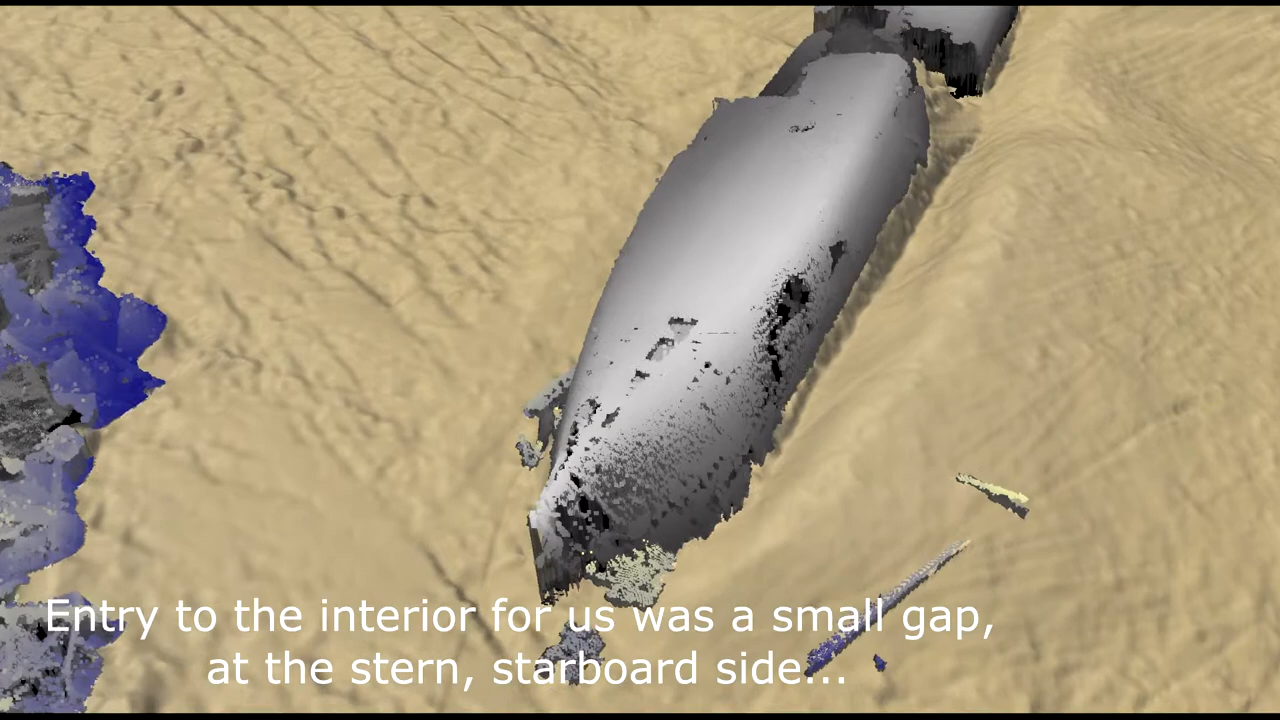 Entry to the interior for us was a small gap,
at the stern, starboard side...